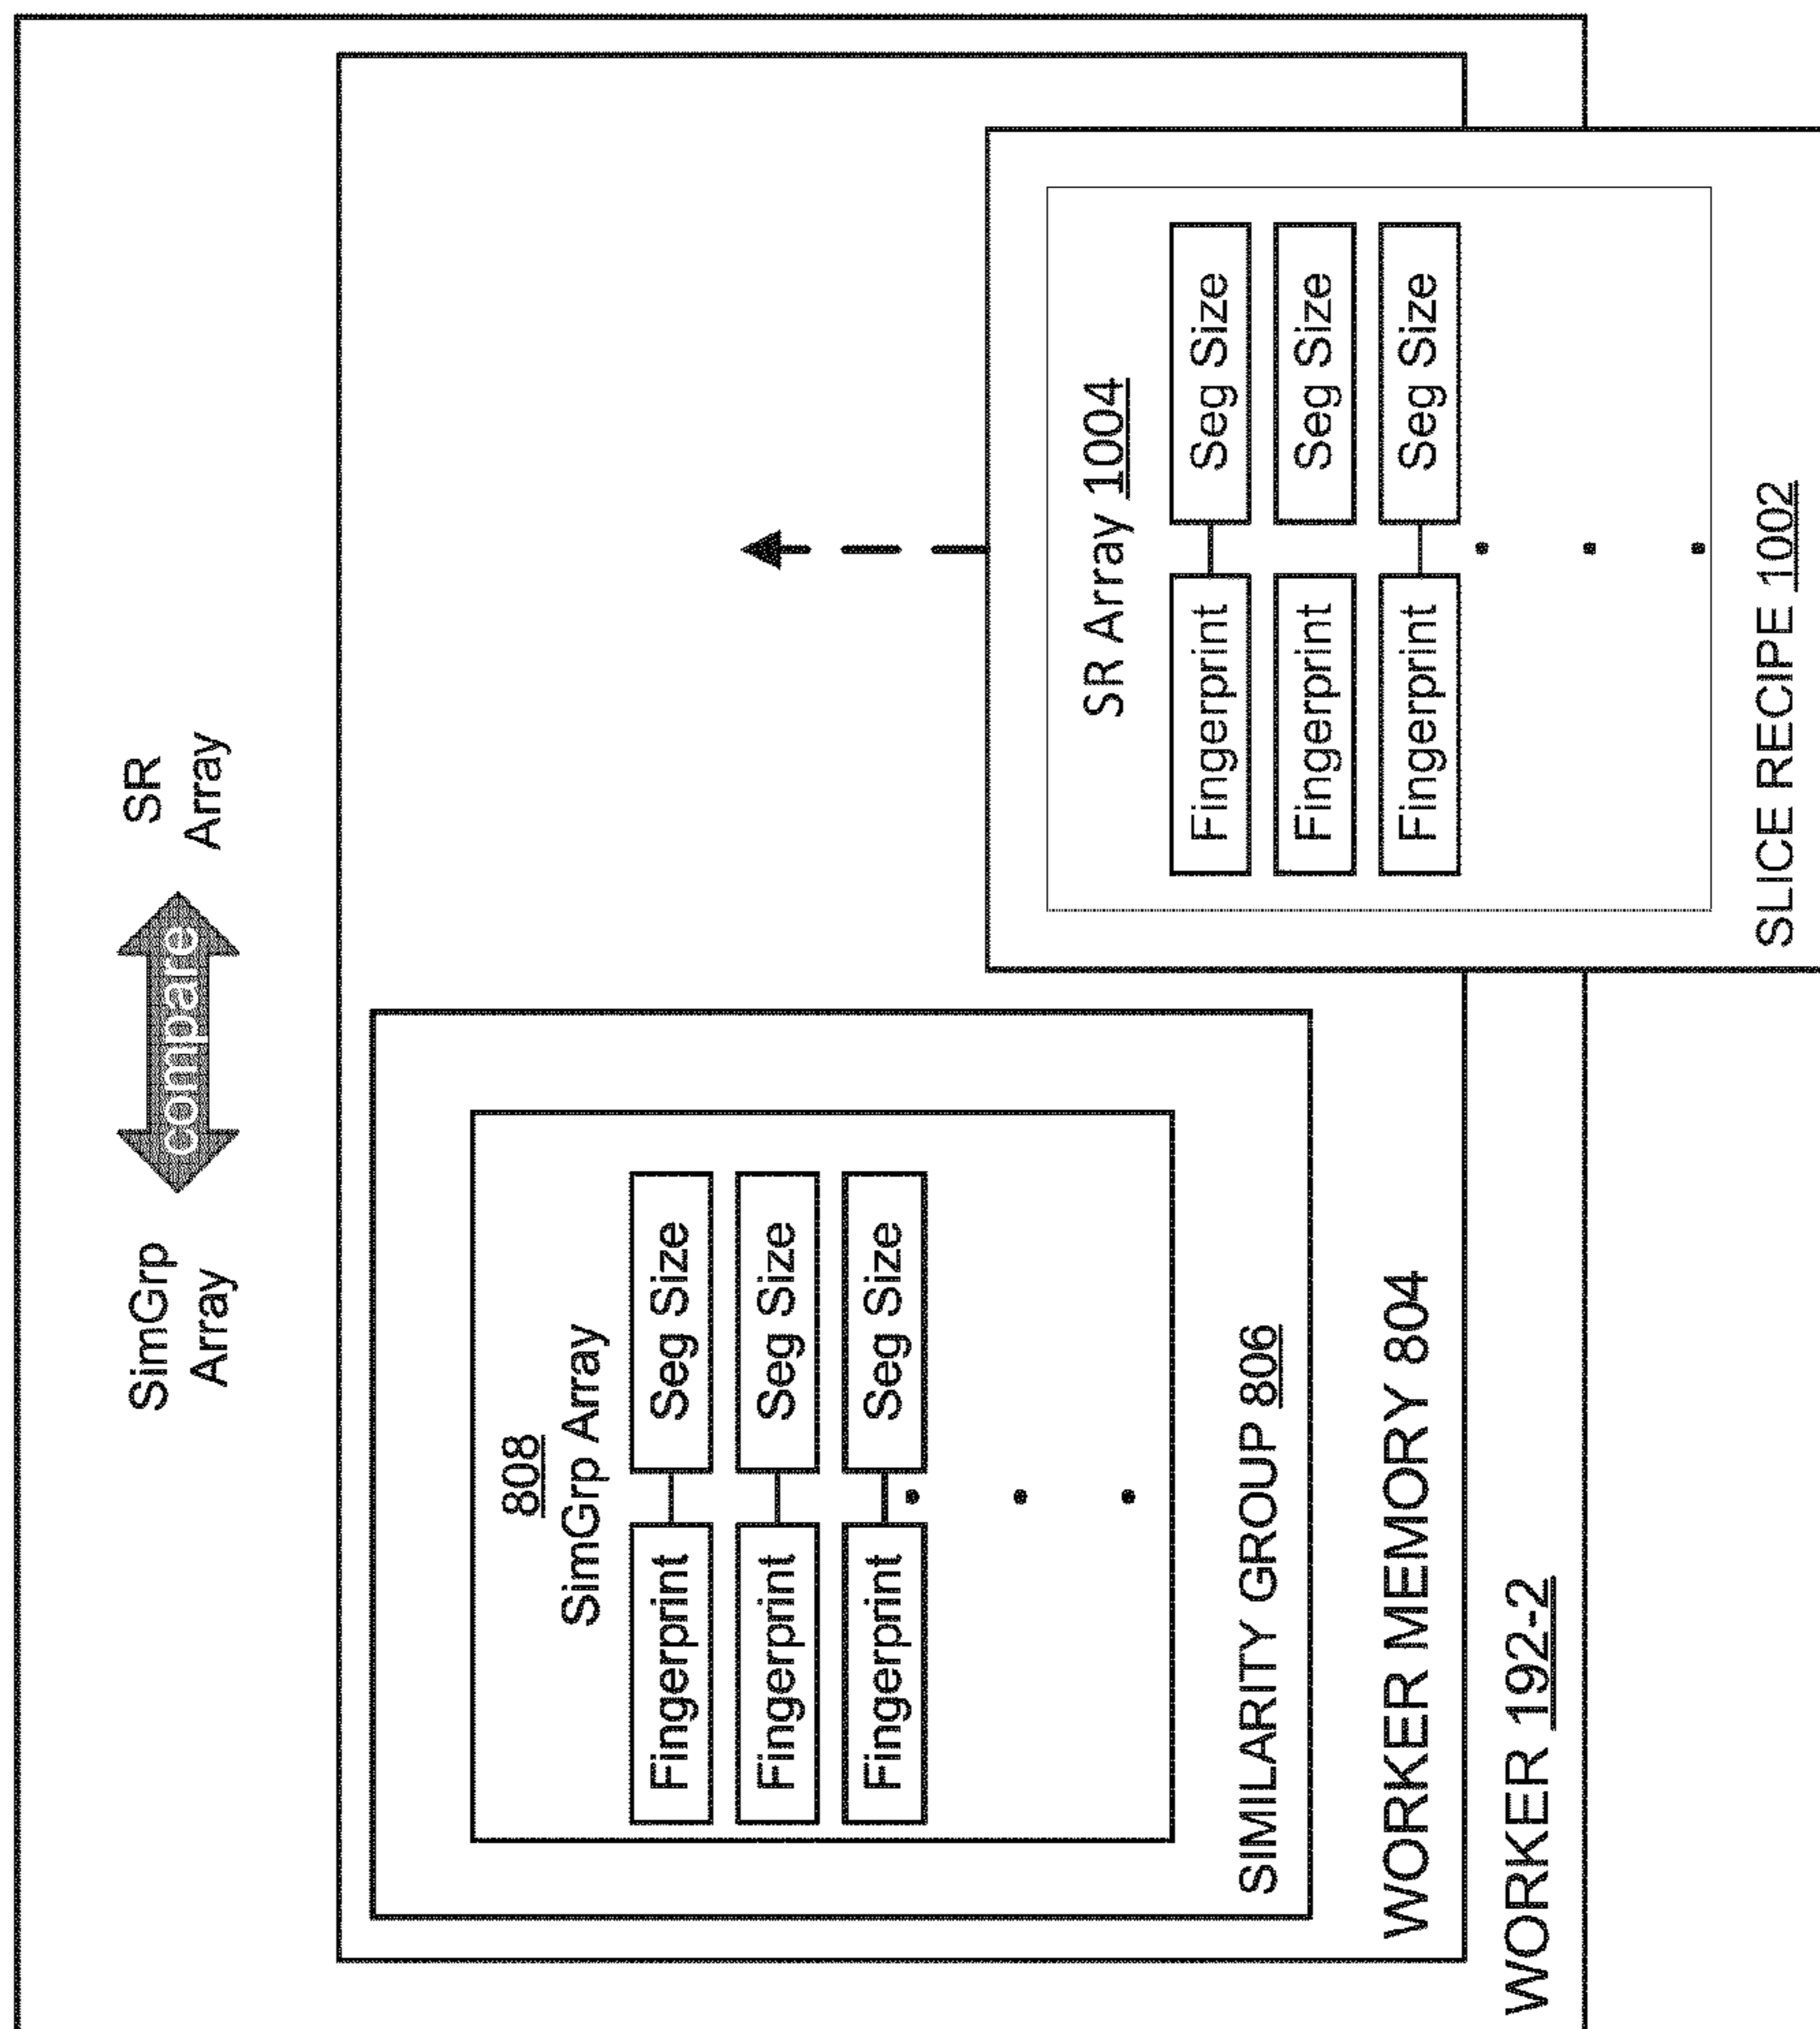 SimGrp
Array
compare
SR
Array
808
SimGrp Array
Fingerprint
Seg Size
Fingerprint
Seg Size
Fingerprint
Seg Size
SIMILARITY GROUP 806
WORKER MEMORY 804
WORKER 192-2
SR Array 1004
Fingerprint
Seg Size
Fingerprint
Seg Size
Fingerprint
Seg Size
SLICE RECIPE 1002